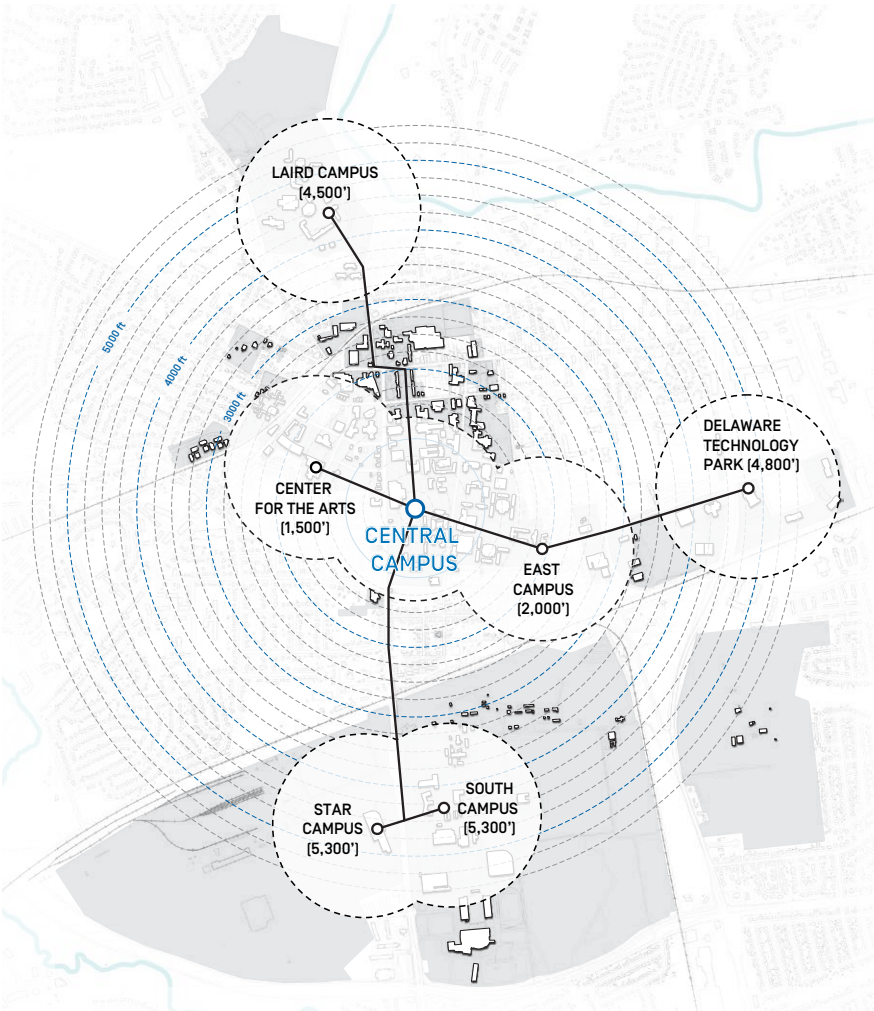 LAIRD CAMPUS
[4,500']
5000 ft
4000 ft
3000 ft
DELAWARE
TECHNOLOGY
PARK [4,800']
CENTER
FOR THE ARTS
[1,500']
CENTRAL
CAMPUS
EAST
CAMPUS
[2,000']
STAR
CAMPUS
[5,300']
SOUTH
CAMPUS
[5,300']